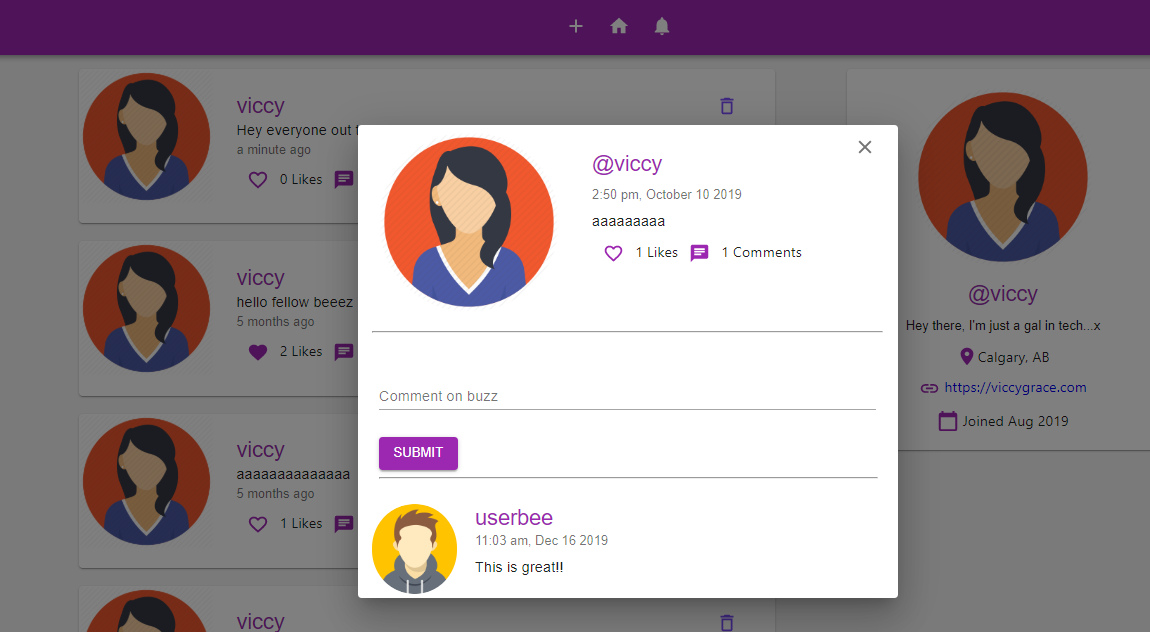 viccy
Hey everyone out
a minute ago
0 Likes
viccy
hello fellow beeez
5 months ago
2 Likes
viccy
aaaaaaaaaaaaaa
5 months ago
1 Likes
viccy
@viccy
2:50 pm, October 10 2019
aaaaaaaaa
1 Likes 1 Comments
Comment on buzz
SUBMIT
userbee
11:03 am, Dec 16 2019
This is great!!
@viccy
Hey there, I'm just a gal in tech...x
Calgary, AB
https://viccygrace.com
Joined Aug 2019